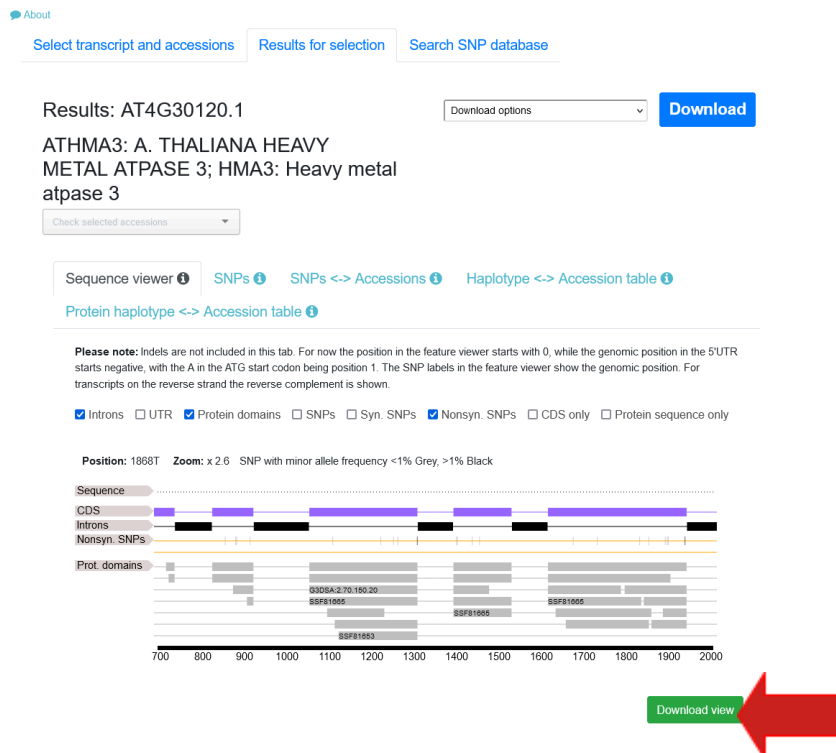 About
Select transcript and accessions Results for selection Search SNP database
Results: AT4G30120.1
Download options
Download
ATHMA3: A. THALIANA HEAVY
METAL ATPASE 3; HMA3: Heavy metal
atpase 3
Check selected accessions
Sequence viewer SNPs SNPs <-> Accessions Haplotype <-> Accession table
Protein haplotype <-> Accession table
Please note: Indels are not included in this tab. For now the position in the feature viewer starts with 0, while the genomic position in the 5'UTR
starts negative, with the A in the ATG start codon being position 1. The SNP labels in the feature viewer show the genomic position. For
transcripts on the reverse strand the reverse complement is shown.
Introns UTR Protein domains SNPs Syn. SNPs Nonsyn. SNPs CDS only Protein sequence only
Position: 1868T Zoom: x 2.6 SNP with minor allele frequency <1% Grey, >1% Black
Sequence
CDS
Introns
Nonsyn. SNPs
Prot. domains
G3DSA:2.70.150.20
SSF81665 SSF81665
SSF81665
SSF81653
700 800 900 1000 1100 1200 1300 1400 1500 1600 1700 1800 1900 2000
Download view